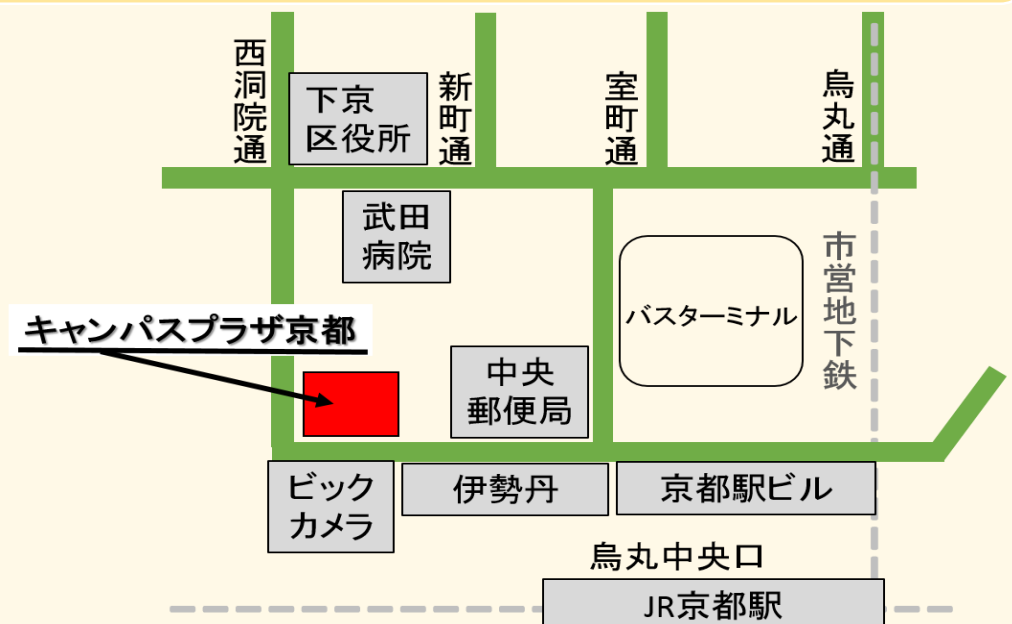 西洞院通
下京
区役所
新町通
室町通
烏丸通
武田
病院
市営地下鉄
バスターミナル
キャンパスプラザ京都
中央
郵便局
ビック
カメラ
伊勢丹
京都駅ビル
烏丸中央口
JR京都駅